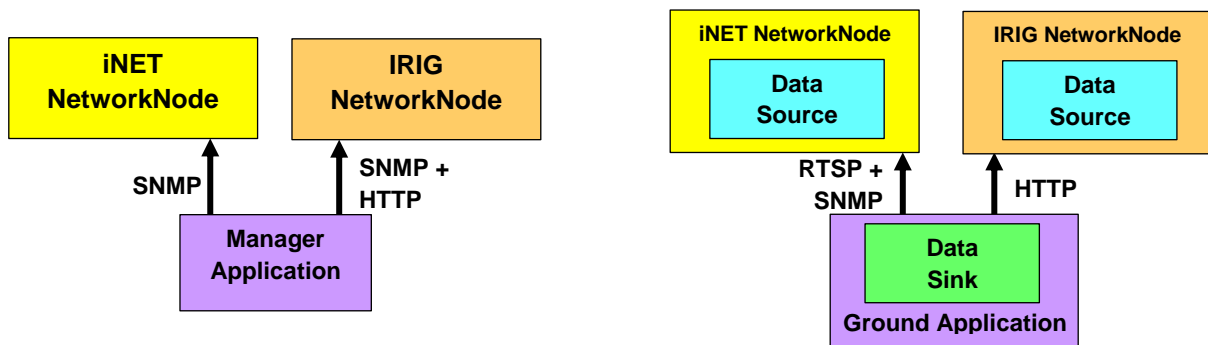 iNET
NetworkNode
IRIG
NetworkNode
SNMP
SNMP +
HTTP
Manager
Application
iNET NetworkNode
Data
Source
IRIG NetworkNode
Data
Source
RTSP +
SNMP
HTTP
Data
Sink
Ground Application